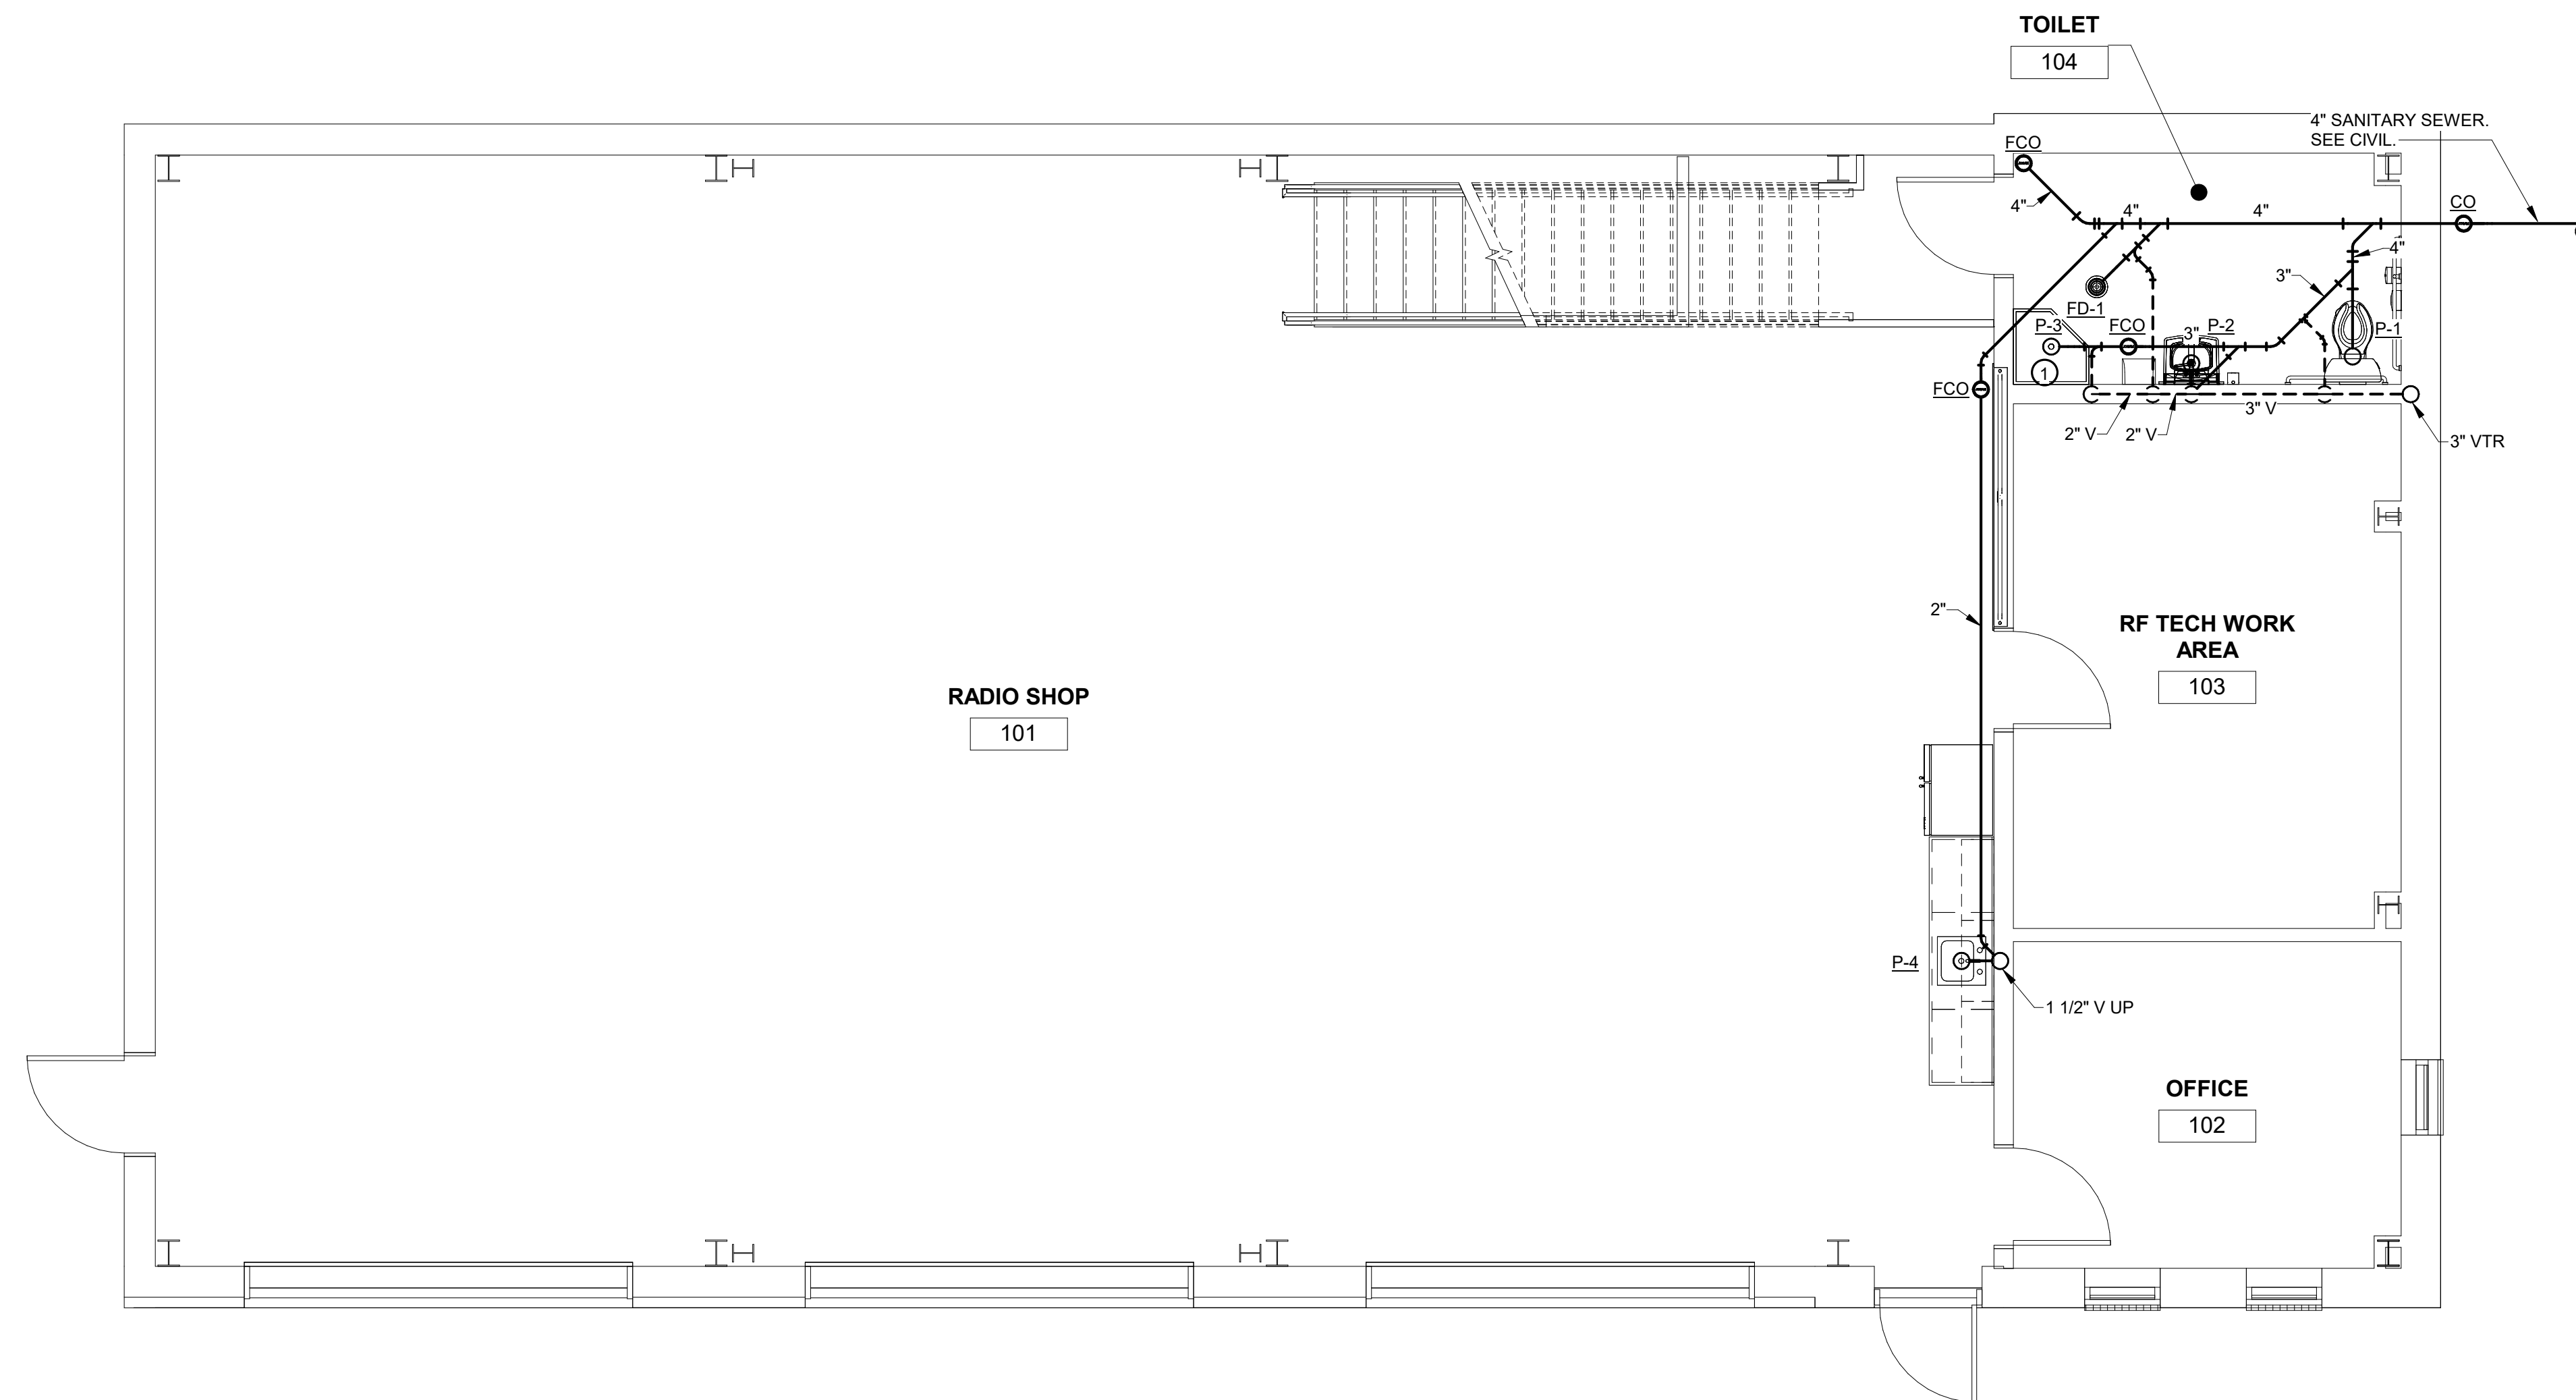 TOILET
104
4" SANITARY SEWER.
SEE CIVIL.
FCO
CO
4"
4"
4"
4"
3"
FD-1
P-3
FCO
3"
P-2
P-1
1
FCO
3" V
2" V
2" V
3" VTR
2"
RF TECH WORK
AREA
103
RADIO SHOP
101
P-4
1 1/2" V UP
OFFICE
102